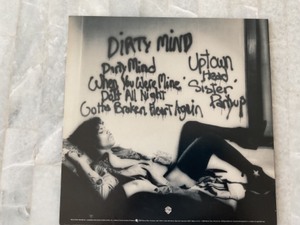 DIRTY MIND
Dirty Mind
When You Were Mine
Do It All Night
Gotta Broken Heart Again
Uptown
Head
Sister
Partyup